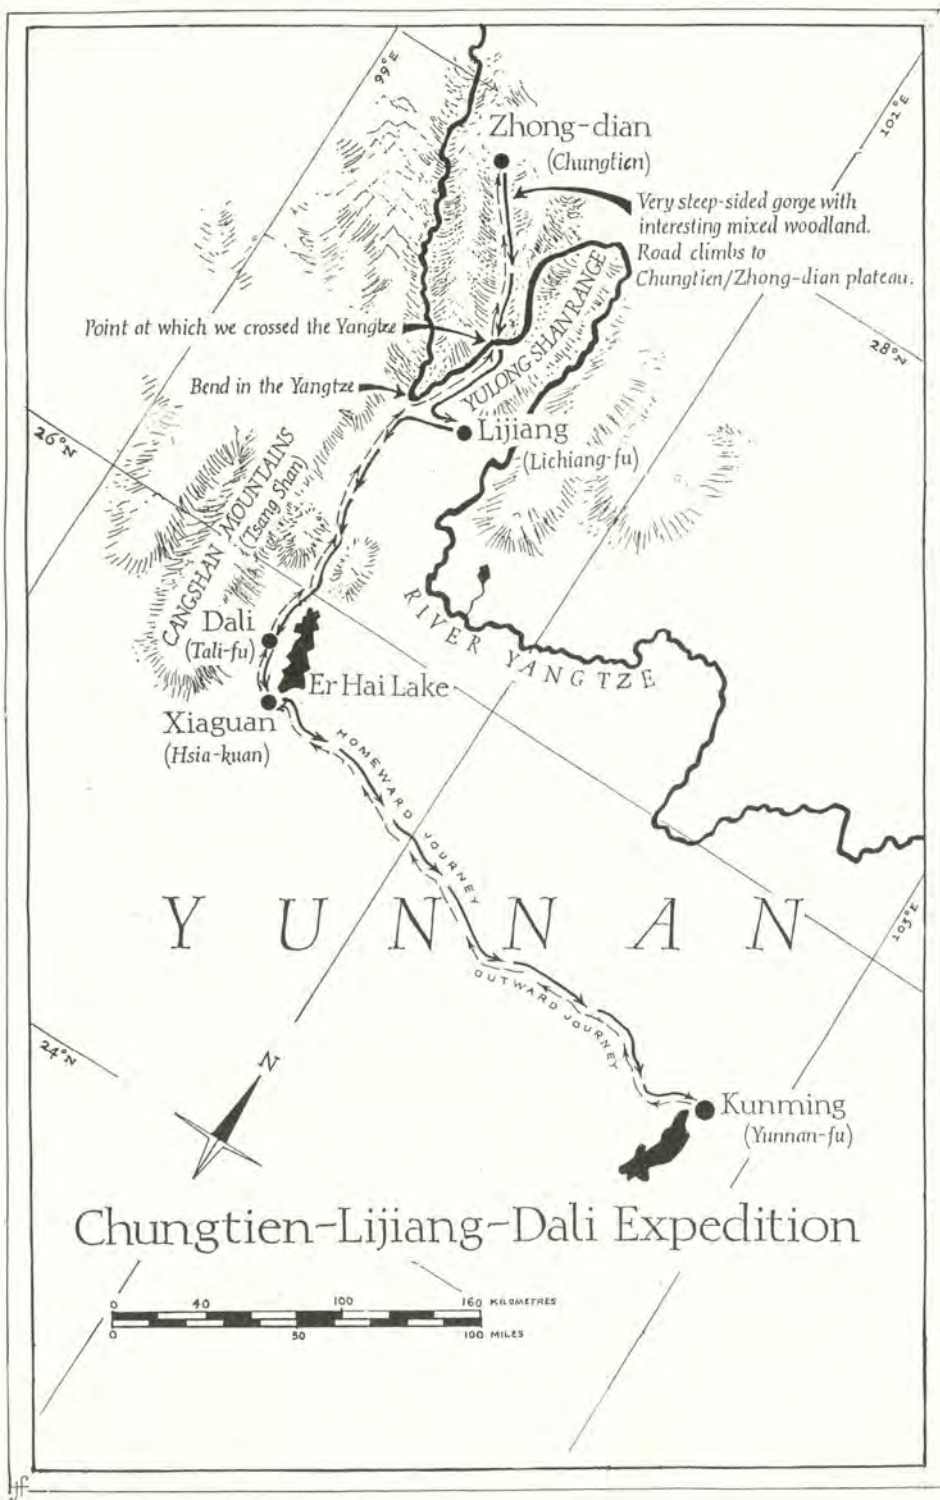 99°E
102°E
Zhong-dian
(Chungtien)
Very steep-sided gorge with
interesting mixed woodland.
Road climbs to
Chungtien/Zhong-dian plateau.
Point at which we crossed the Yangtze
YULONG SHAN RANGE
28°N
Bend in the Yangtze
Lijiang
(Lichiang-fu)
26°N
CANGSHAN MOUNTAINS
(Tsang Shan)
RIVER YANGTZE
Dali
(Tali-fu)
Er Hai Lake
Xiaguan
(Hsia-kuan)
HOMEWARD JOURNEY
YUNNAN
103°E
OUTWARD JOURNEY
24°N
N
Kunming
(Yunnan-fu)
Chungtien-Lijiang-Dali Expedition
0 40 100 160 KILOMETRES
0 50 100 MILES